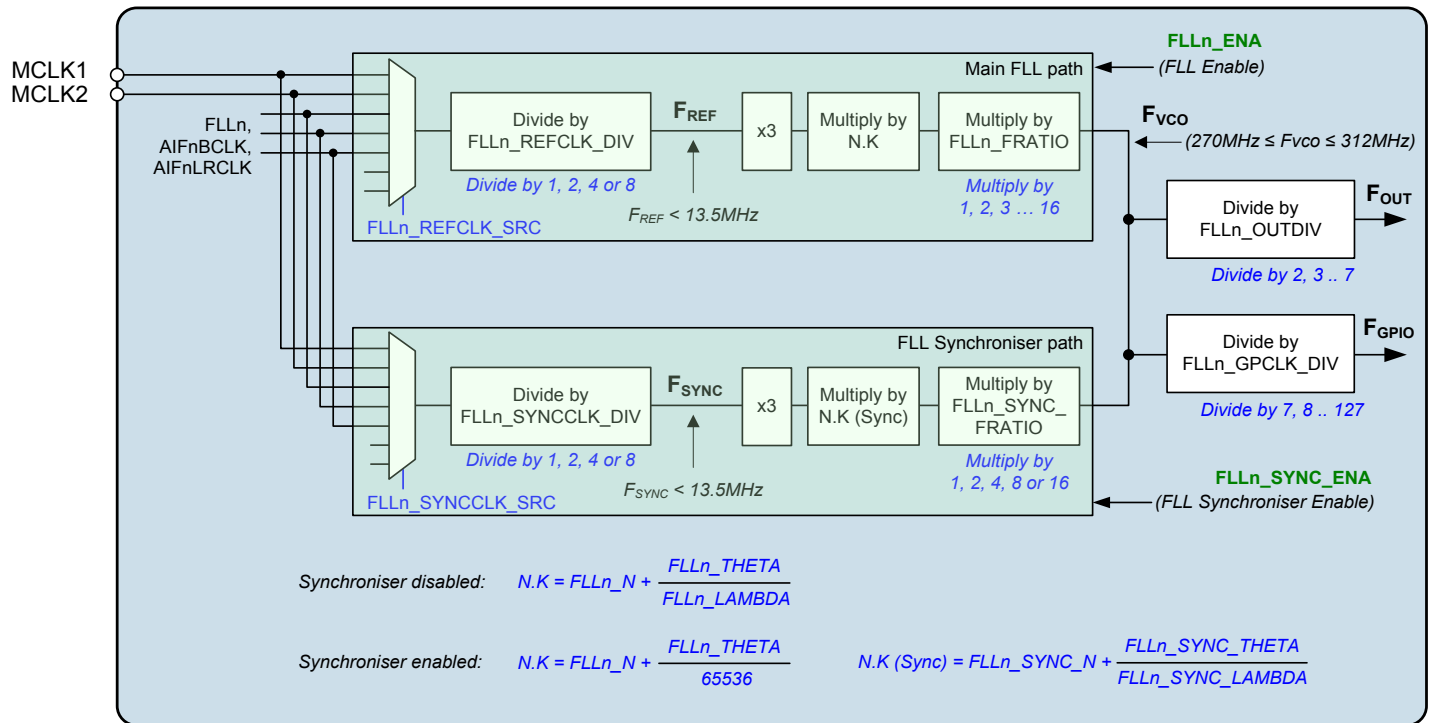 MCLK1
MCLK2
FLLn,
AIFnBCLK,
AIFnLRCLK
Main FLL path
FLLn_ENA
(FLL Enable)
Divide by
FLLn_REFCLK_DIV
Divide by 1, 2, 4 or 8
FLLn_REFCLK_SRC
FREF
FREF < 13.5MHz
x3
Multiply by
N.K
Multiply by
FLLn_FRATIO
Multiply by
1, 2, 3 … 16
FVCO
(270MHz ≤ Fvco ≤ 312MHz)
Divide by
FLLn_OUTDIV
Divide by 2, 3 .. 7
FOUT
FLL Synchroniser path
Divide by
FLLn_SYNCCLK_DIV
Divide by 1, 2, 4 or 8
FLLn_SYNCCLK_SRC
FSYNC
FSYNC < 13.5MHz
x3
Multiply by
N.K (Sync)
Multiply by
FLLn_SYNC_
FRATIO
Multiply by
1, 2, 4, 8 or 16
Divide by
FLLn_GPCLK_DIV
Divide by 7, 8 .. 127
FGPIO
FLLn_SYNC_ENA
(FLL Synchroniser Enable)
Synchroniser disabled:
N.K = FLLn_N +
FLLn_THETA
FLLn_LAMBDA
Synchroniser enabled:
N.K = FLLn_N +
FLLn_THETA
65536
N.K (Sync) = FLLn_SYNC_N +
FLLn_SYNC_THETA
FLLn_SYNC_LAMBDA